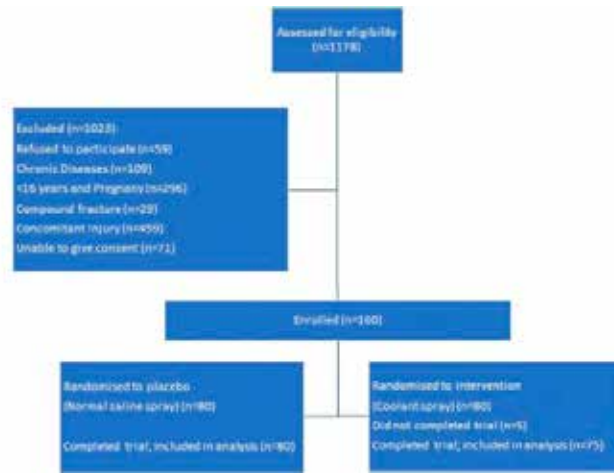 Assessed for eligibility
(n=1178)
Excluded (n=1023)
Refused to participate (n=59)
Chronic Diseases (n=109)
<16 years and Pregnany (n=296)
Compound fracture (n=29)
Concomitant Injury (n=459)
Unable to give consent (n=71)
Enrolled (n=160)
Randomised to placebo
(Normal saline spray) (n=80)
Completed trial, included in analysis (n=80)
Randomised to intervention
(Coolant spray) (n=80)
Did not completed trial (n=5)
Completed trial, included in analysis (n=75)